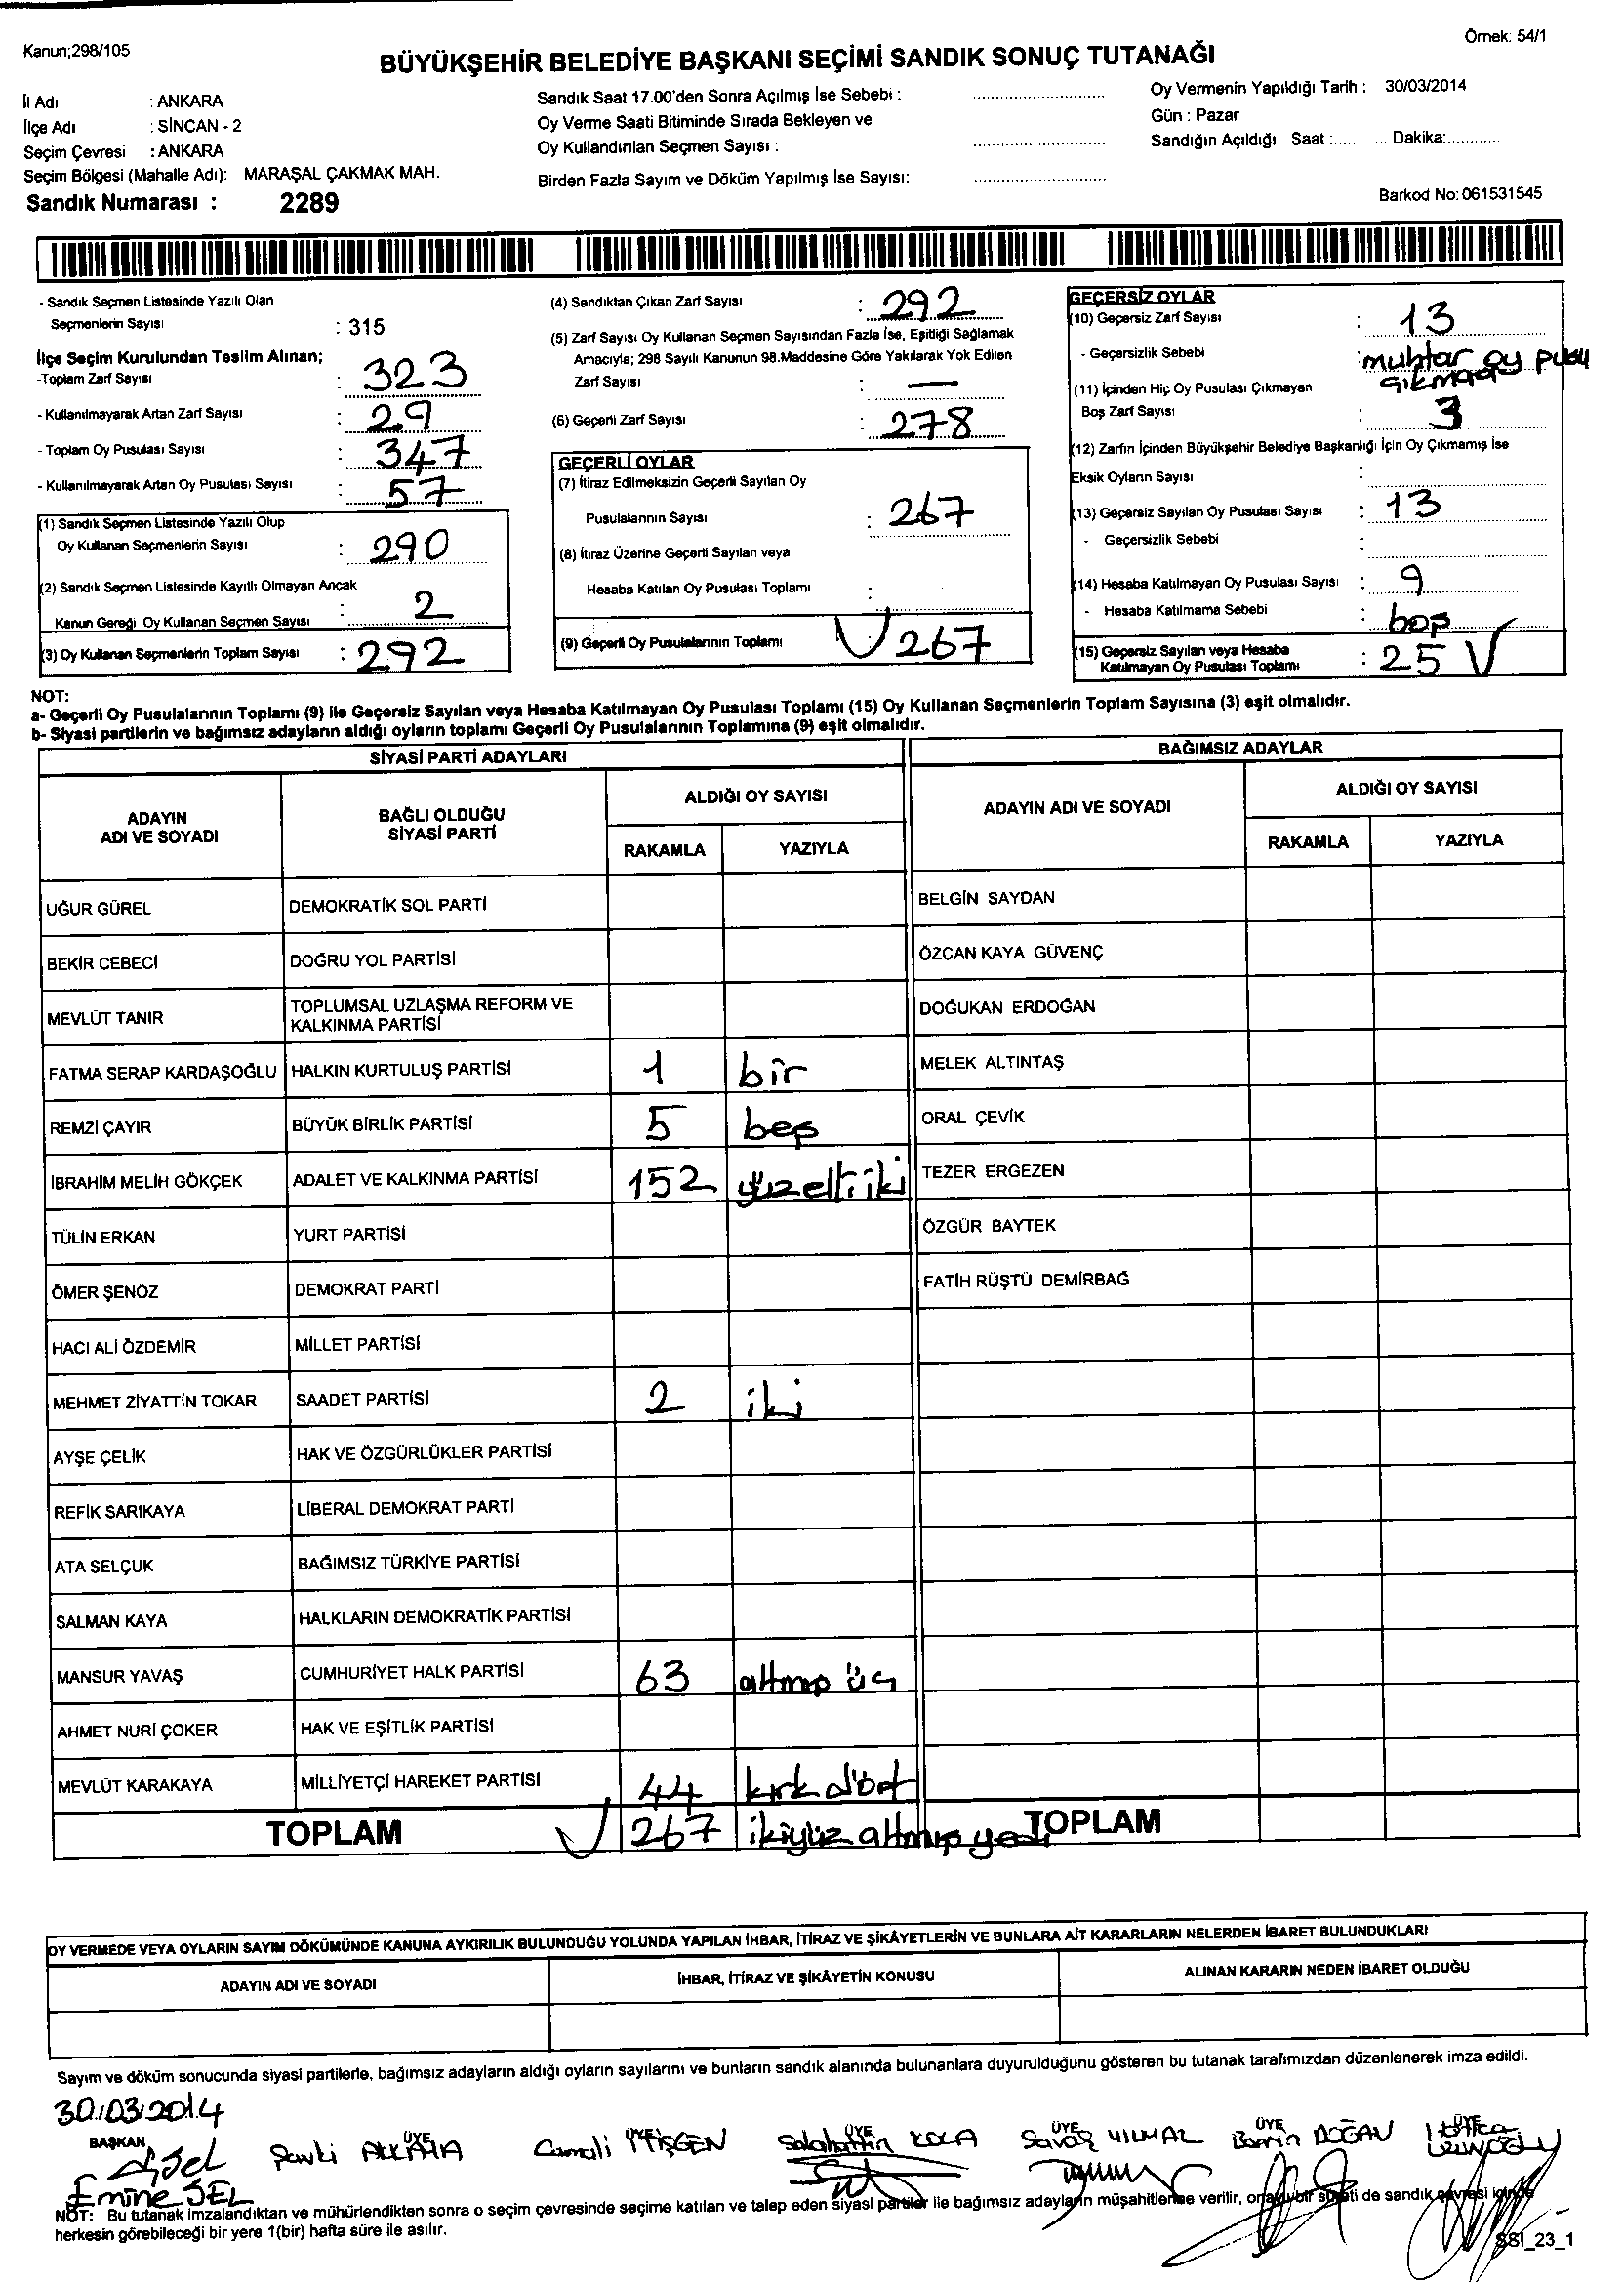 Kanun;298/105
Örnek: 54/1
BÜYÜKŞEHİR BELEDİYE BAŞKANI SEÇİMİ SANDIK SONUÇ TUTANAĞI
İl Adı : ANKARA
İlçe Adı : SİNCAN - 2
Seçim Çevresi : ANKARA
Seçim Bölgesi (Mahalle Adı): MARAŞAL ÇAKMAK MAH.
Sandık Numarası : 2289
Sandık Saat 17.00'den Sonra Açılmış İse Sebebi :
Oy Verme Saati Bitiminde Sırada Bekleyen ve
Oy Kullandırılan Seçmen Sayısı :
Birden Fazla Sayım ve Döküm Yapılmış İse Sayısı:
Oy Vermenin Yapıldığı Tarih : 30/03/2014
Gün : Pazar
Sandığın Açıldığı Saat :............ Dakika:............
Barkod No: 061531545
- Sandık Seçmen Listesinde Yazılı Olan
Seçmenlerin Sayısı : 315
İlçe Seçim Kurulundan Teslim Alınan;
-Toplam Zarf Sayısı : 323
- Kullanılmayarak Artan Zarf Sayısı : 29
- Toplam Oy Pusulası Sayısı : 347
- Kullanılmayarak Artan Oy Pusulası Sayısı : 57
(1) Sandık Seçmen Listesinde Yazılı Olup
Oy Kullanan Seçmenlerin Sayısı : 290
(2) Sandık Seçmen Listesinde Kayıtlı Olmayan Ancak
Kanun Gereği Oy Kullanan Seçmen Sayısı : 2
(3) Oy Kullanan Seçmenlerin Toplam Sayısı : 292
(4) Sandıktan Çıkan Zarf Sayısı : 292
(5) Zarf Sayısı Oy Kullanan Seçmen Sayısından Fazla İse, Eşitliği Sağlamak
Amacıyla; 298 Sayılı Kanunun 98.Maddesine Göre Yakılarak Yok Edilen
Zarf Sayısı : —
(6) Geçerli Zarf Sayısı : 278
GEÇERLİ OYLAR
(7) İtiraz Edilmeksizin Geçerli Sayılan Oy
Pusulalarının Sayısı : 267
(8) İtiraz Üzerine Geçerli Sayılan veya
Hesaba Katılan Oy Pusulası Toplamı :
(9) Geçerli Oy Pusulalarının Toplamı : 267
GEÇERSİZ OYLAR
(10) Geçersiz Zarf Sayısı : 13
- Geçersizlik Sebebi : muhtar oy pusu
çıkmadı
(11) İçinden Hiç Oy Pusulası Çıkmayan
Boş Zarf Sayısı : 3
(12) Zarfın İçinden Büyükşehir Belediye Başkanlığı İçin Oy Çıkmamış İse
Eksik Oyların Sayısı :
(13) Geçersiz Sayılan Oy Pusulası Sayısı : 13
- Geçersizlik Sebebi :
(14) Hesaba Katılmayan Oy Pusulası Sayısı : 9
- Hesaba Katılmama Sebebi : boş
(15) Geçersiz Sayılan veya Hesaba
Katılmayan Oy Pusulası Toplamı : 25
NOT:
a- Geçerli Oy Pusulalarının Toplamı (9) ile Geçersiz Sayılan veya Hesaba Katılmayan Oy Pusulası Toplamı (15) Oy Kullanan Seçmenlerin Toplam Sayısına (3) eşit olmalıdır.
b- Siyasi partilerin ve bağımsız adayların aldığı oyların toplamı Geçerli Oy Pusulalarının Toplamına (9) eşit olmalıdır.
SİYASİ PARTİ ADAYLARI
ADAYIN
ADI VE SOYADI
BAĞLI OLDUĞU
SİYASİ PARTİ
ALDIĞI OY SAYISI
RAKAMLA YAZIYLA
UĞUR GÜREL DEMOKRATİK SOL PARTİ
BEKİR CEBECİ DOĞRU YOL PARTİSİ
MEVLÜT TANIR TOPLUMSAL UZLAŞMA REFORM VE
KALKINMA PARTİSİ
FATMA SERAP KARDAŞOĞLU HALKIN KURTULUŞ PARTİSİ 1 bir
REMZİ ÇAYIR BÜYÜK BİRLİK PARTİSİ 5 beş
İBRAHİM MELİH GÖKÇEK ADALET VE KALKINMA PARTİSİ 152 yüzelli iki
TÜLİN ERKAN YURT PARTİSİ
ÖMER ŞENÖZ DEMOKRAT PARTİ
HACI ALİ ÖZDEMİR MİLLET PARTİSİ
MEHMET ZİYATTİN TOKAR SAADET PARTİSİ 2 iki
AYŞE ÇELİK HAK VE ÖZGÜRLÜKLER PARTİSİ
REFİK SARIKAYA LİBERAL DEMOKRAT PARTİ
ATA SELÇUK BAĞIMSIZ TÜRKİYE PARTİSİ
SALMAN KAYA HALKLARIN DEMOKRATİK PARTİSİ
MANSUR YAVAŞ CUMHURİYET HALK PARTİSİ 63 altmış üç
AHMET NURİ ÇOKER HAK VE EŞİTLİK PARTİSİ
MEVLÜT KARAKAYA MİLLİYETÇİ HAREKET PARTİSİ 44 kırk dört
TOPLAM 267 ikiyüz altmış yedi
BAĞIMSIZ ADAYLAR
ADAYIN ADI VE SOYADI
ALDIĞI OY SAYISI
RAKAMLA YAZIYLA
BELGİN SAYDAN
ÖZCAN KAYA GÜVENÇ
DOĞUKAN ERDOĞAN
MELEK ALTINTAŞ
ORAL ÇEVİK
TEZER ERGEZEN
ÖZGÜR BAYTEK
FATİH RÜŞTÜ DEMİRBAĞ
TOPLAM
OY VERMEDE VEYA OYLARIN SAYIM DÖKÜMÜNDE KANUNA AYKIRILIK BULUNDUĞU YOLUNDA YAPILAN İHBAR, İTİRAZ VE ŞİKÂYETLERİN VE BUNLARA AİT KARARLARIN NELERDEN İBARET BULUNDUKLARI
ADAYIN ADI VE SOYADI
İHBAR, İTİRAZ VE ŞİKÂYETİN KONUSU
ALINAN KARARIN NEDEN İBARET OLDUĞU
Sayım ve döküm sonucunda siyasi partilerle, bağımsız adayların aldığı oyların sayılarını ve bunların sandık alanında bulunanlara duyurulduğunu gösteren bu tutanak tarafımızdan düzenlenerek imza edildi.
30/03/2014
BAŞKAN ÜYE ÜYE ÜYE ÜYE ÜYE ÜYE
Emine SEL
Selahattin KOCA
Savaş YILMAZ
DOĞAN
NOT: Bu tutanak imzalandıktan ve mühürlendikten sonra o seçim çevresinde seçime katılan ve talep eden siyasi partiler ile bağımsız adayların müşahitlerine verilir, onaylı bir sureti de sandık çevresi içinde
herkesin görebileceği bir yere 1(bir) hafta süre ile asılır.
SSI_23_1